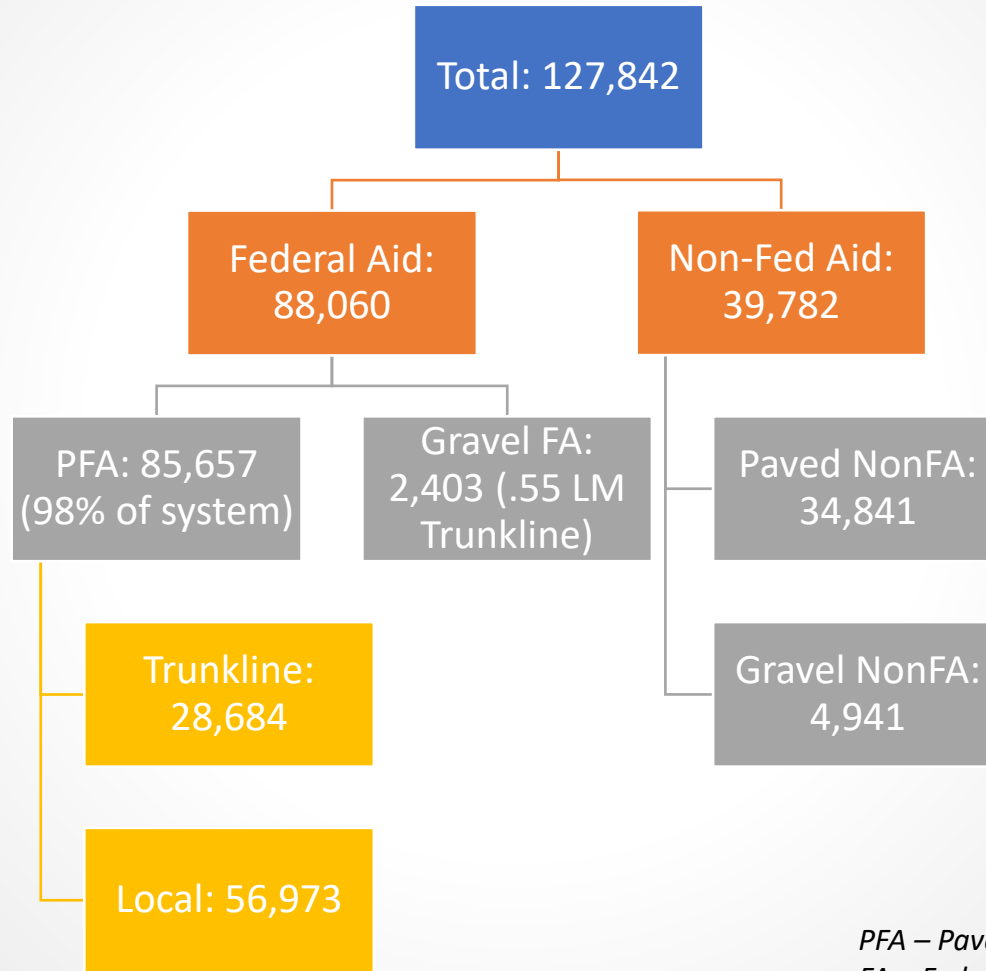 Total: 127,842
Federal Aid:
88,060
Non-Fed Aid:
39,782
PFA: 85,657
(98% of system)
Gravel FA:
2,403 (.55 LM
Trunkline)
Paved NonFA:
34,841
Trunkline:
28,684
Gravel NonFA:
4,941
Local: 56,973
PFA –
FA –